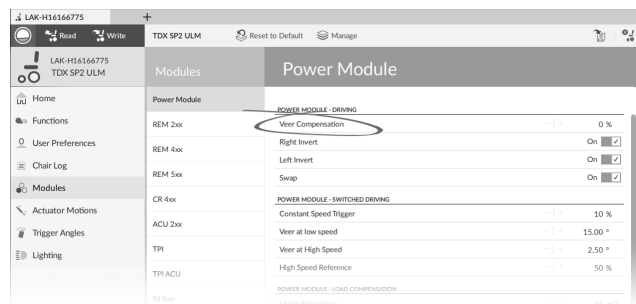 LAK-H16166775 +
Read Write TDX SP2 ULM Reset to Default Manage
LAK-H16166775
TDX SP2 ULM
Modules
Power Module
Home
Functions
User Preferences
Chair Log
Modules
Actuator Motions
Trigger Angles
Lighting
Power Module
REM 2xx
REM 4xx
REM 5xx
CR 4xx
ACU 2xx
TPI
TPI ACU
IN 5xx
POWER MODULE - DRIVING
Veer Compensation - + 0 %
Right Invert On
Left Invert On
Swap On
POWER MODULE - SWITCHED DRIVING
Constant Speed Trigger - + 10 %
Veer at low speed - + 15.00 °
Veer at High Speed - + 2.50 °
High Speed Reference - + 50 %
POWER MODULE - LOAD COMPENSATION